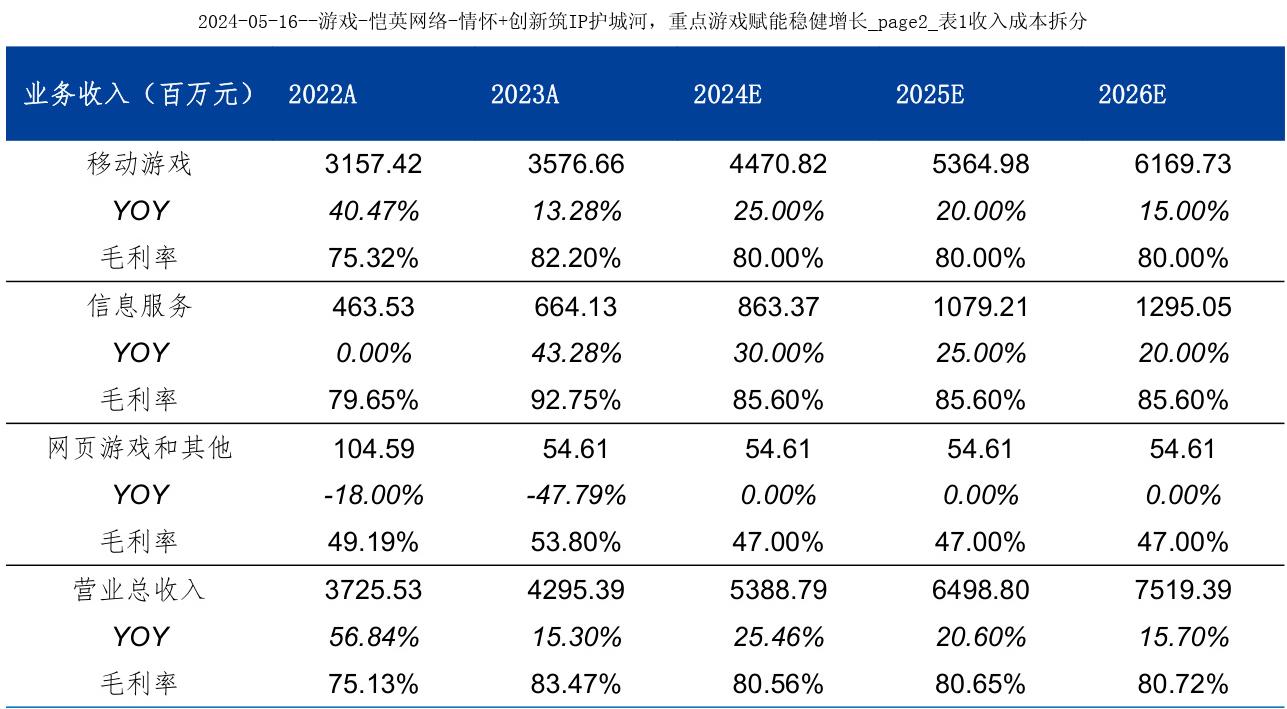 2024-05-16--游戏-恺英网络-情怀+创新筑IP护城河，重点游戏赋能稳健增长_page2_表1收入成本拆分
业务收入（百万元） 2022A 2023A 2024E 2025E 2026E
移动游戏 3157.42 3576.66 4470.82 5364.98 6169.73
YOY 40.47% 13.28% 25.00% 20.00% 15.00%
毛利率 75.32% 82.20% 80.00% 80.00% 80.00%
信息服务 463.53 664.13 863.37 1079.21 1295.05
YOY 0.00% 43.28% 30.00% 25.00% 20.00%
毛利率 79.65% 92.75% 85.60% 85.60% 85.60%
网页游戏和其他 104.59 54.61 54.61 54.61 54.61
YOY -18.00% -47.79% 0.00% 0.00% 0.00%
毛利率 49.19% 53.80% 47.00% 47.00% 47.00%
营业总收入 3725.53 4295.39 5388.79 6498.80 7519.39
YOY 56.84% 15.30% 25.46% 20.60% 15.70%
毛利率 75.13% 83.47% 80.56% 80.65% 80.72%